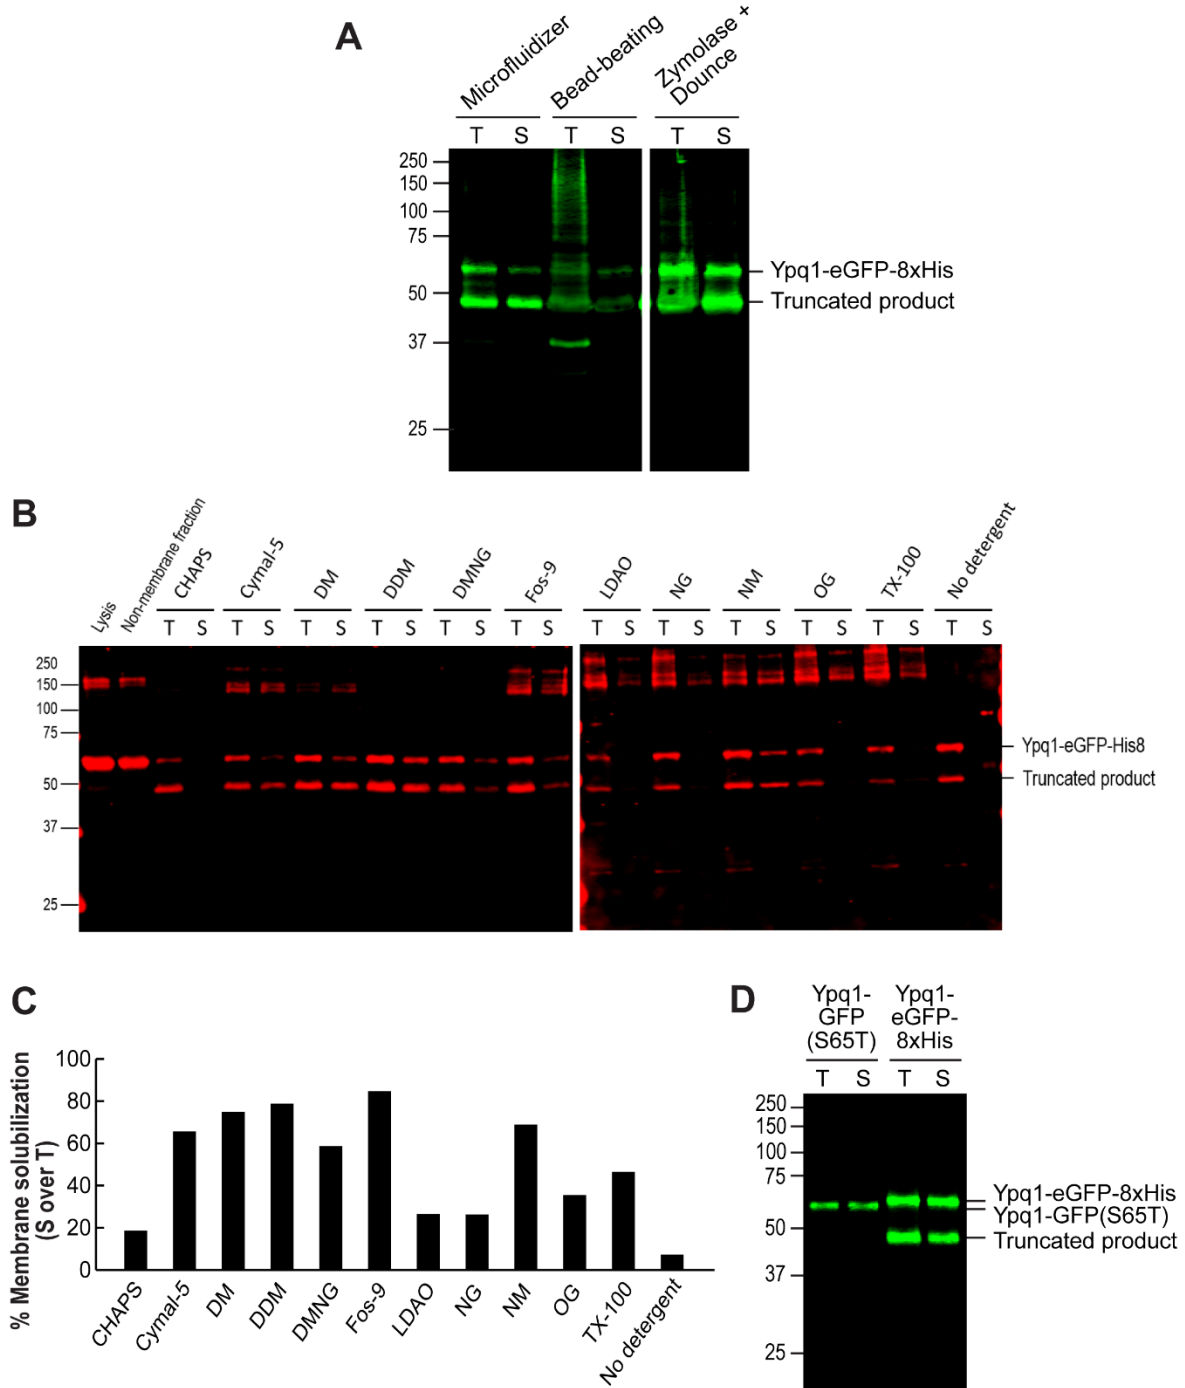 A
Microfluidizer
Bead-beating
Zymolase +
Dounce
T S T S T S
250
150
100
75
50
37
25
Ypq1-eGFP-8xHis
Truncated product
B
Lysis
Non-membrane fraction
CHAPS
Cymal-5
DM
DDM
DMNG
Fos-9
LDAO
NG
NM
OG
TX-100
No detergent
T S T S T S T S T S T S T S T S T S T S T S T S
250
150
100
75
50
37
25
Ypq1-eGFP-His8
Truncated product
C
% Membrane solubilization
(S over T)
100
80
60
40
20
0
CHAPS
Cymal-5
DM
DDM
DMNG
Fos-9
LDAO
NG
NM
OG
TX-100
No detergent
D
Ypq1-
GFP
(S65T)
Ypq1-
eGFP-
8xHis
T S T S
250
150
100
75
50
37
25
Ypq1-eGFP-8xHis
Ypq1-GFP(S65T)
Truncated product